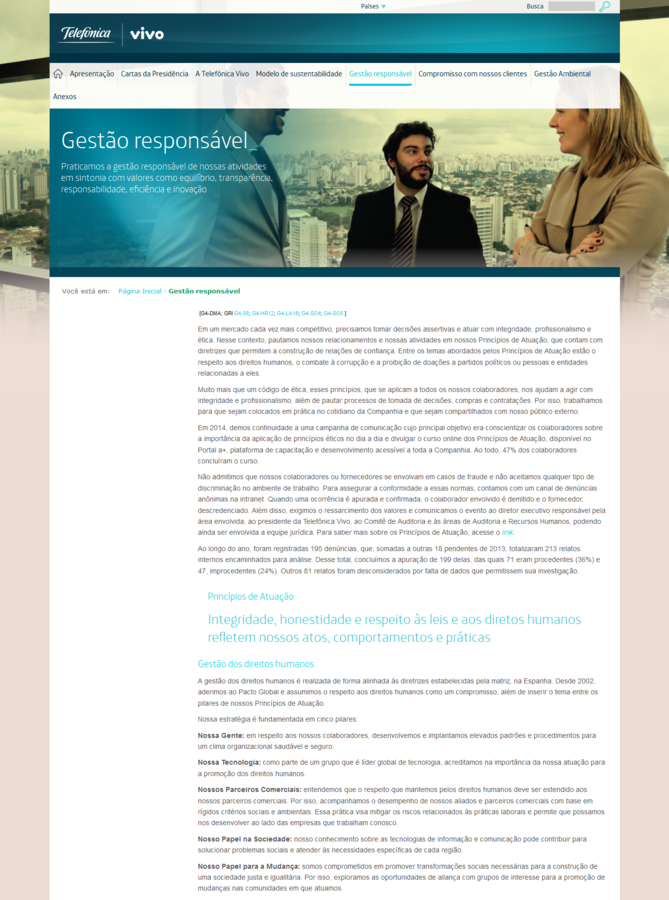 Países
Busca
Telefónica vivo
Apresentação Cartas da Presidência A Telefônica Vivo Modelo de sustentabilidade Gestão responsável Compromisso com nossos clientes Gestão Ambiental
Anexos
Gestão responsável_
Praticamos a gestão responsável de nossas atividades
em sintonia com valores como equilíbrio, transparência,
responsabilidade, eficiência e inovação
Você está em: Página Inicial · Gestão responsável
[G4-DMA; GRI G4-56; G4-HR12; G4-LA16; G4-SO4; G4-SO5 ]
Em um mercado cada vez mais competitivo, precisamos tomar decisões assertivas e atuar com integridade, profissionalismo e
ética. Nesse contexto, pautamos nossos relacionamentos e nossas atividades em nossos Princípios de Atuação, que contam com
diretrizes que permitem a construção de relações de confiança. Entre os temas abordados pelos Princípios de Atuação estão o
respeito aos direitos humanos, o combate à corrupção e a proibição de doações a partidos políticos ou pessoas e entidades
relacionadas a eles.
Muito mais que um código de ética, esses princípios, que se aplicam a todos os nossos colaboradores, nos ajudam a agir com
integridade e profissionalismo, além de pautar processos de tomada de decisões, compras e contratações. Por isso, trabalhamos
para que sejam colocados em prática no cotidiano da Companhia e que sejam compartilhados com nosso público externo.
Em 2014, demos continuidade a uma campanha de comunicação cujo principal objetivo era conscientizar os colaboradores sobre
a importância da aplicação de princípios éticos no dia a dia e divulgar o curso online dos Princípios de Atuação, disponível no
Portal a+, plataforma de capacitação e desenvolvimento acessível a toda a Companhia. Ao todo, 47% dos colaboradores
concluíram o curso.
Não admitimos que nossos colaboradores ou fornecedores se envolvam em casos de fraude e não aceitamos qualquer tipo de
discriminação no ambiente de trabalho. Para assegurar a conformidade a essas normas, contamos com um canal de denúncias
anônimas na intranet. Quando uma ocorrência é apurada e confirmada, o colaborador envolvido é demitido e o fornecedor,
descredenciado. Além disso, exigimos o ressarcimento dos valores e comunicamos o evento ao diretor executivo responsável pela
área envolvida, ao presidente da Telefônica Vivo, ao Comitê de Auditoria e às áreas de Auditoria e Recursos Humanos, podendo
ainda ser envolvida a equipe jurídica. Para saber mais sobre os Princípios de Atuação, acesse o link.
Ao longo do ano, foram registradas 195 denúncias, que, somadas a outras 18 pendentes de 2013, totalizaram 213 relatos
internos encaminhados para análise. Desse total, concluímos a apuração de 199 delas, das quais 71 eram procedentes (36%) e
47, improcedentes (24%). Outros 81 relatos foram desconsiderados por falta de dados que permitissem sua investigação.
Princípios de Atuação
Integridade, honestidade e respeito às leis e aos diretos humanos
refletem nossos atos, comportamentos e práticas
Gestão dos direitos humanos
A gestão dos direitos humanos é realizada de forma alinhada às diretrizes estabelecidas pela matriz, na Espanha. Desde 2002,
aderimos ao Pacto Global e assumimos o respeito aos direitos humanos como um compromisso, além de inserir o tema entre os
pilares de nossos Princípios de Atuação.
Nossa estratégia é fundamentada em cinco pilares:
Nossa Gente: em respeito aos nossos colaboradores, desenvolvemos e implantamos elevados padrões e procedimentos para
um clima organizacional saudável e seguro.
Nossa Tecnologia: como parte de um grupo que é líder global de tecnologia, acreditamos na importância da nossa atuação para
a promoção dos direitos humanos.
Nossos Parceiros Comerciais: entendemos que o respeito que mantemos pelos direitos humanos deve ser estendido aos
nossos parceiros comerciais. Por isso, acompanhamos o desempenho de nossos aliados e parceiros comerciais com base em
rígidos critérios sociais e ambientais. Essa prática visa mitigar os riscos relacionados às práticas laborais e permite que possamos
nos desenvolver ao lado das empresas que trabalham conosco.
Nosso Papel na Sociedade: nosso conhecimento sobre as tecnologias de informação e comunicação pode contribuir para
solucionar problemas sociais e atender às necessidades específicas de cada região.
Nosso Papel para a Mudança: somos comprometidos em promover transformações sociais necessárias para a construção de
uma sociedade justa e igualitária. Por isso, exploramos as oportunidades de aliança com grupos de interesse para a promoção de
mudanças nas comunidades em que atuamos.